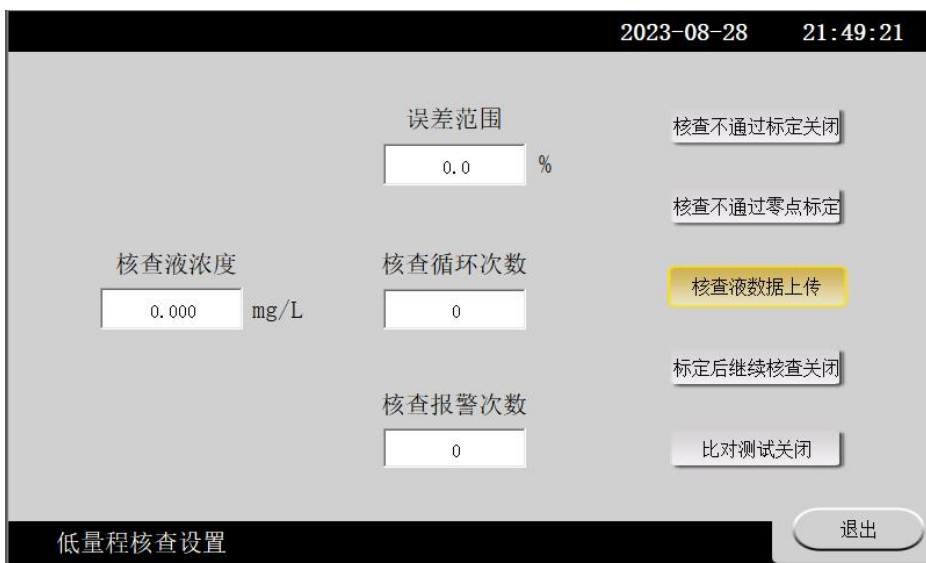 2023-08-28 21:49:21
误差范围
0.0 %
核查不通过标定关闭
核查不通过零点标定
核查液浓度
0.000 mg/L
核查循环次数
0
核查液数据上传
标定后继续核查关闭
核查报警次数
0
比对测试关闭
低量程核查设置
退出